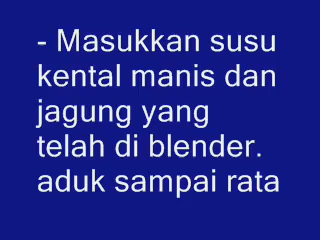 - Masukkan susu
kental manis dan
jagung yang
telah di blender.
aduk sampai rata